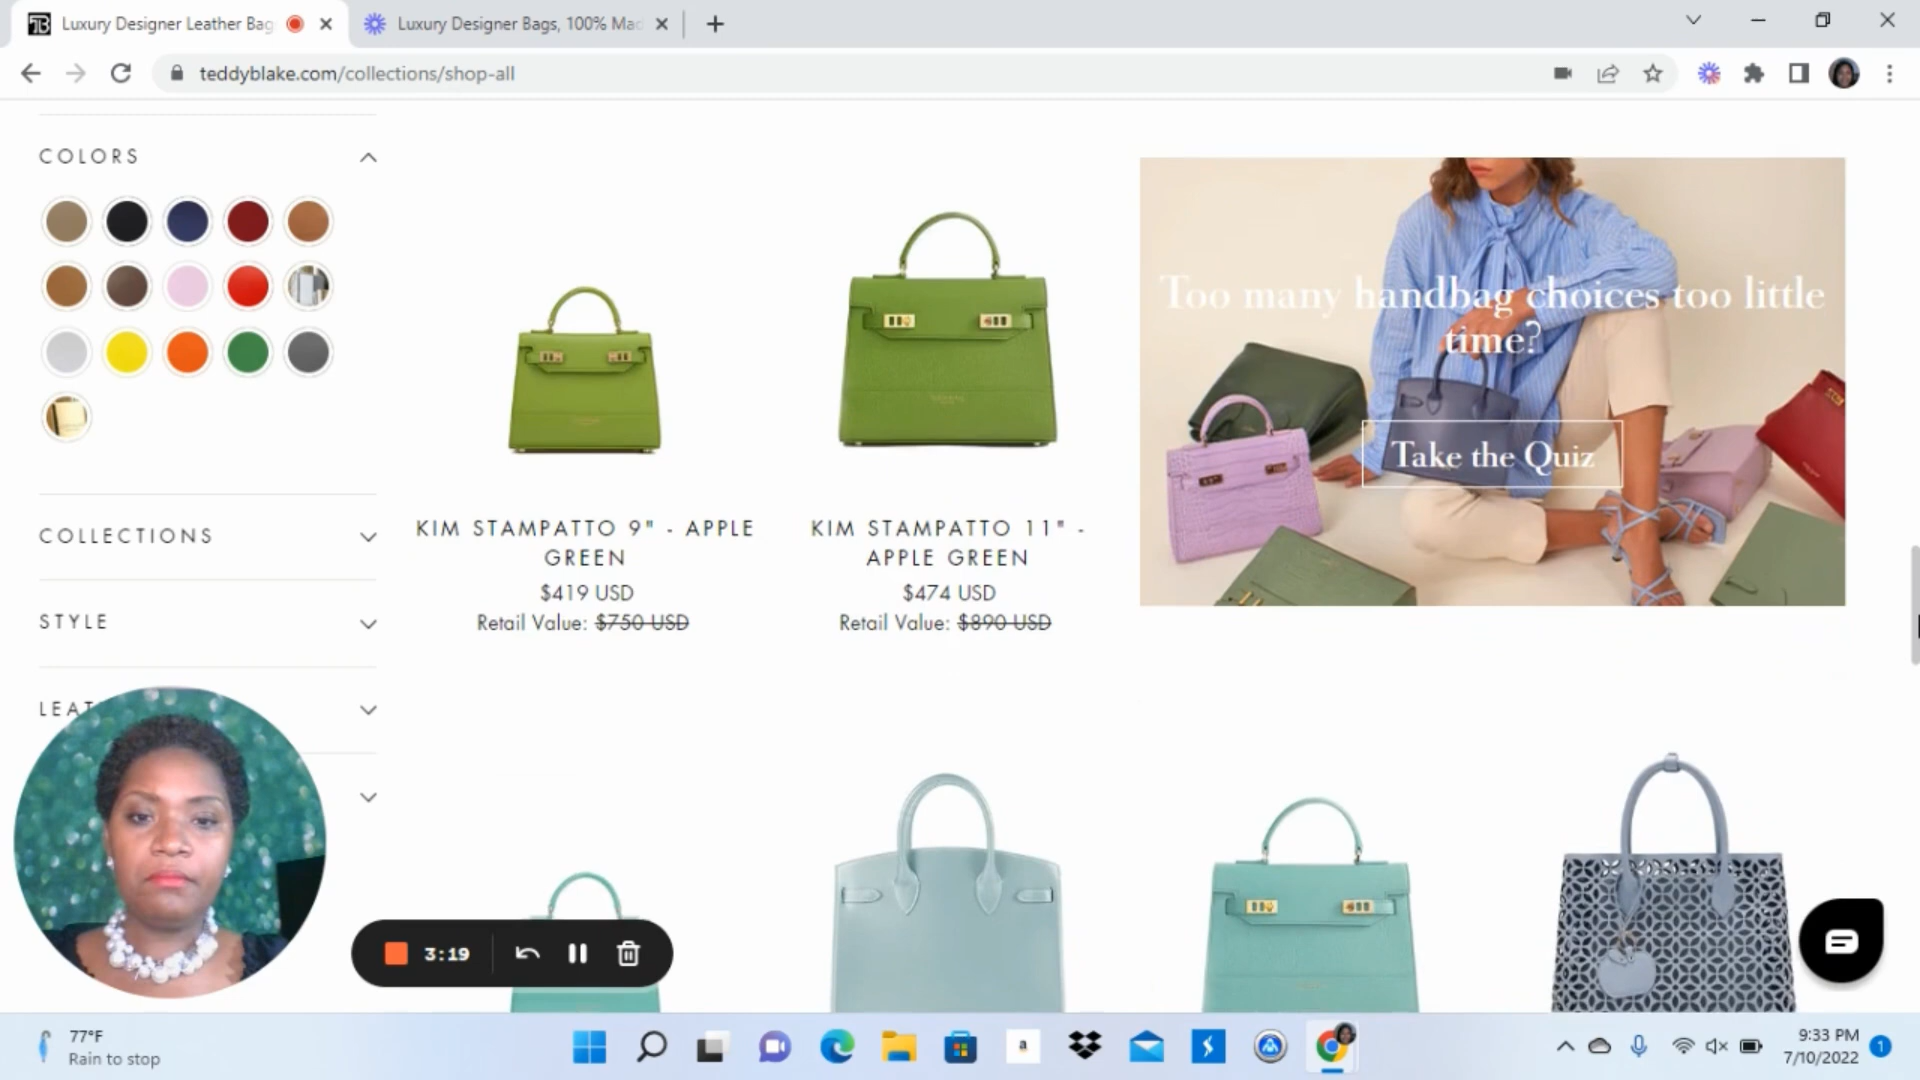 Luxury Designer Leather Bag
Luxury Designer Bags, 100% Mac
teddyblake.com/collections/shop-all
COLORS
COLLECTIONS
STYLE
LEAT
Too many handbag choices too little
time?
Take the Quiz
KIM STAMPATTO 9" - APPLE
GREEN
$419 USD
Retail Value: $750 USD
KIM STAMPATTO 11" -
APPLE GREEN
$474 USD
Retail Value: $890 USD
3:19
77°F
Rain to stop
a
9:33 PM
7/10/2022
1